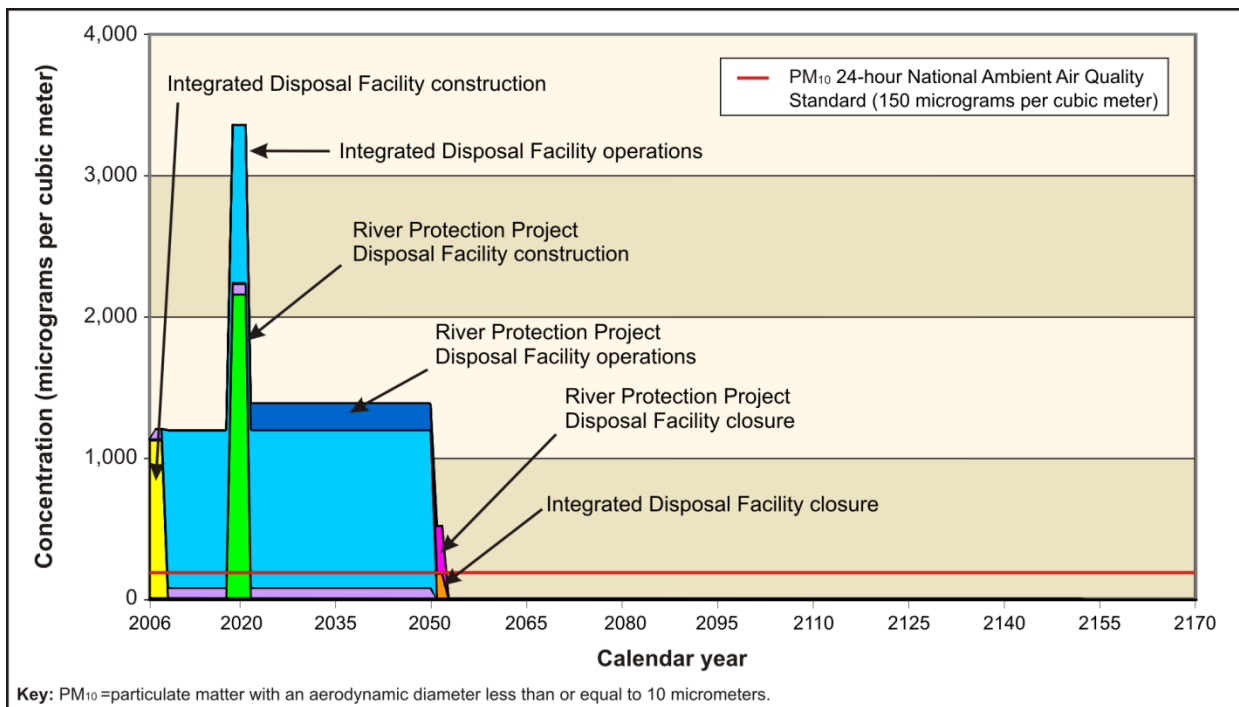 Concentration (micrograms per cubic meter)
4,000
3,000
2,000
1,000
0
Integrated Disposal Facility construction
PM₁₀ 24-hour National Ambient Air Quality
Standard (150 micrograms per cubic meter)
Integrated Disposal Facility operations
River Protection Project
Disposal Facility construction
River Protection Project
Disposal Facility operations
River Protection Project
Disposal Facility closure
Integrated Disposal Facility closure
2006 2020 2035 2050 2065 2080 2095 2110 2125 2140 2155 2170
Calendar year
Key: PM₁₀ =particulate matter with an aerodynamic diameter less than or equal to 10 micrometers.